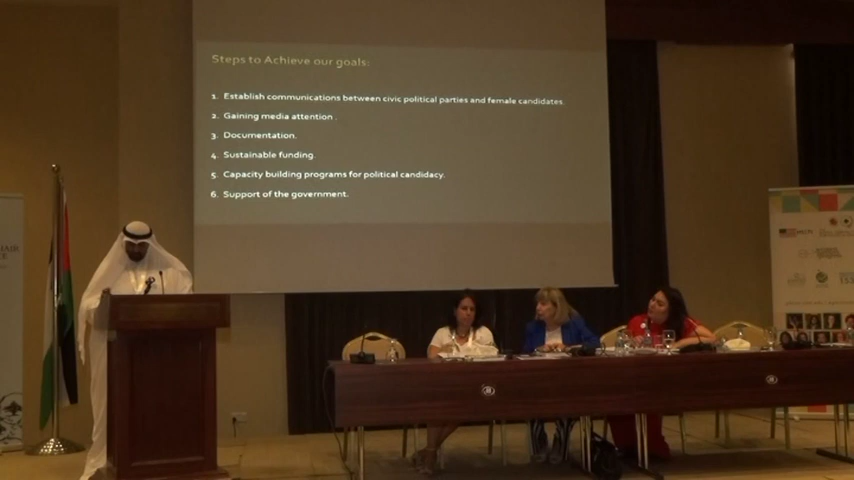 Steps to Achieve our goals:
1. Establish communications between civic political parties and female candidates.
2. Gaining media attention .
3. Documentation.
4. Sustainable funding.
5. Capacity building programs for political candidacy.
6. Support of the government.